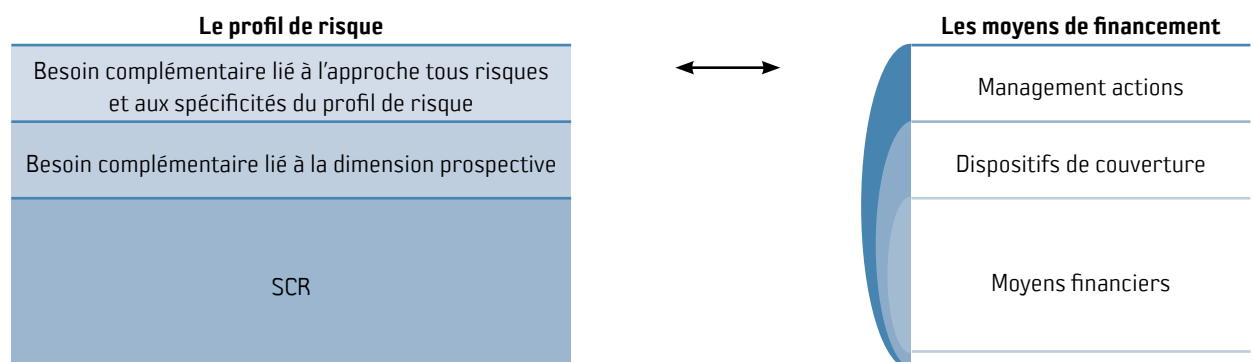 Le profil de risque
Besoin complémentaire lié à l'approche tous risques
et aux spécificités du profil de risque
Besoin complémentaire lié à la dimension prospective
SCR
Les moyens de financement
Management actions
Dispositifs de couverture
Moyens financiers